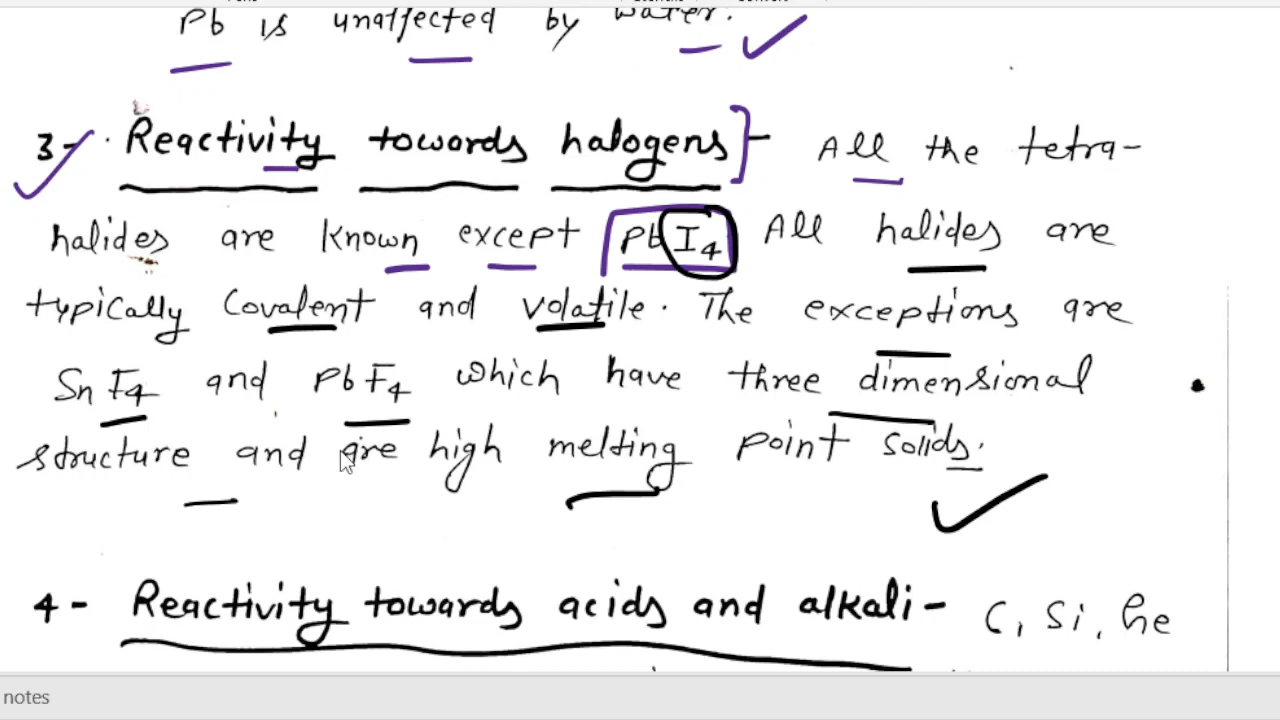 Pb is unaffected by water.
3- Reactivity towards halogens - All the tetra-
halides are known except PbI4 All halides are
typically Covalent and volatile. The exceptions are
SnF4 and PbF4 which have three dimensional
structure and are high melting point solids.
4- Reactivity towards acids and alkali- C, Si, he
notes